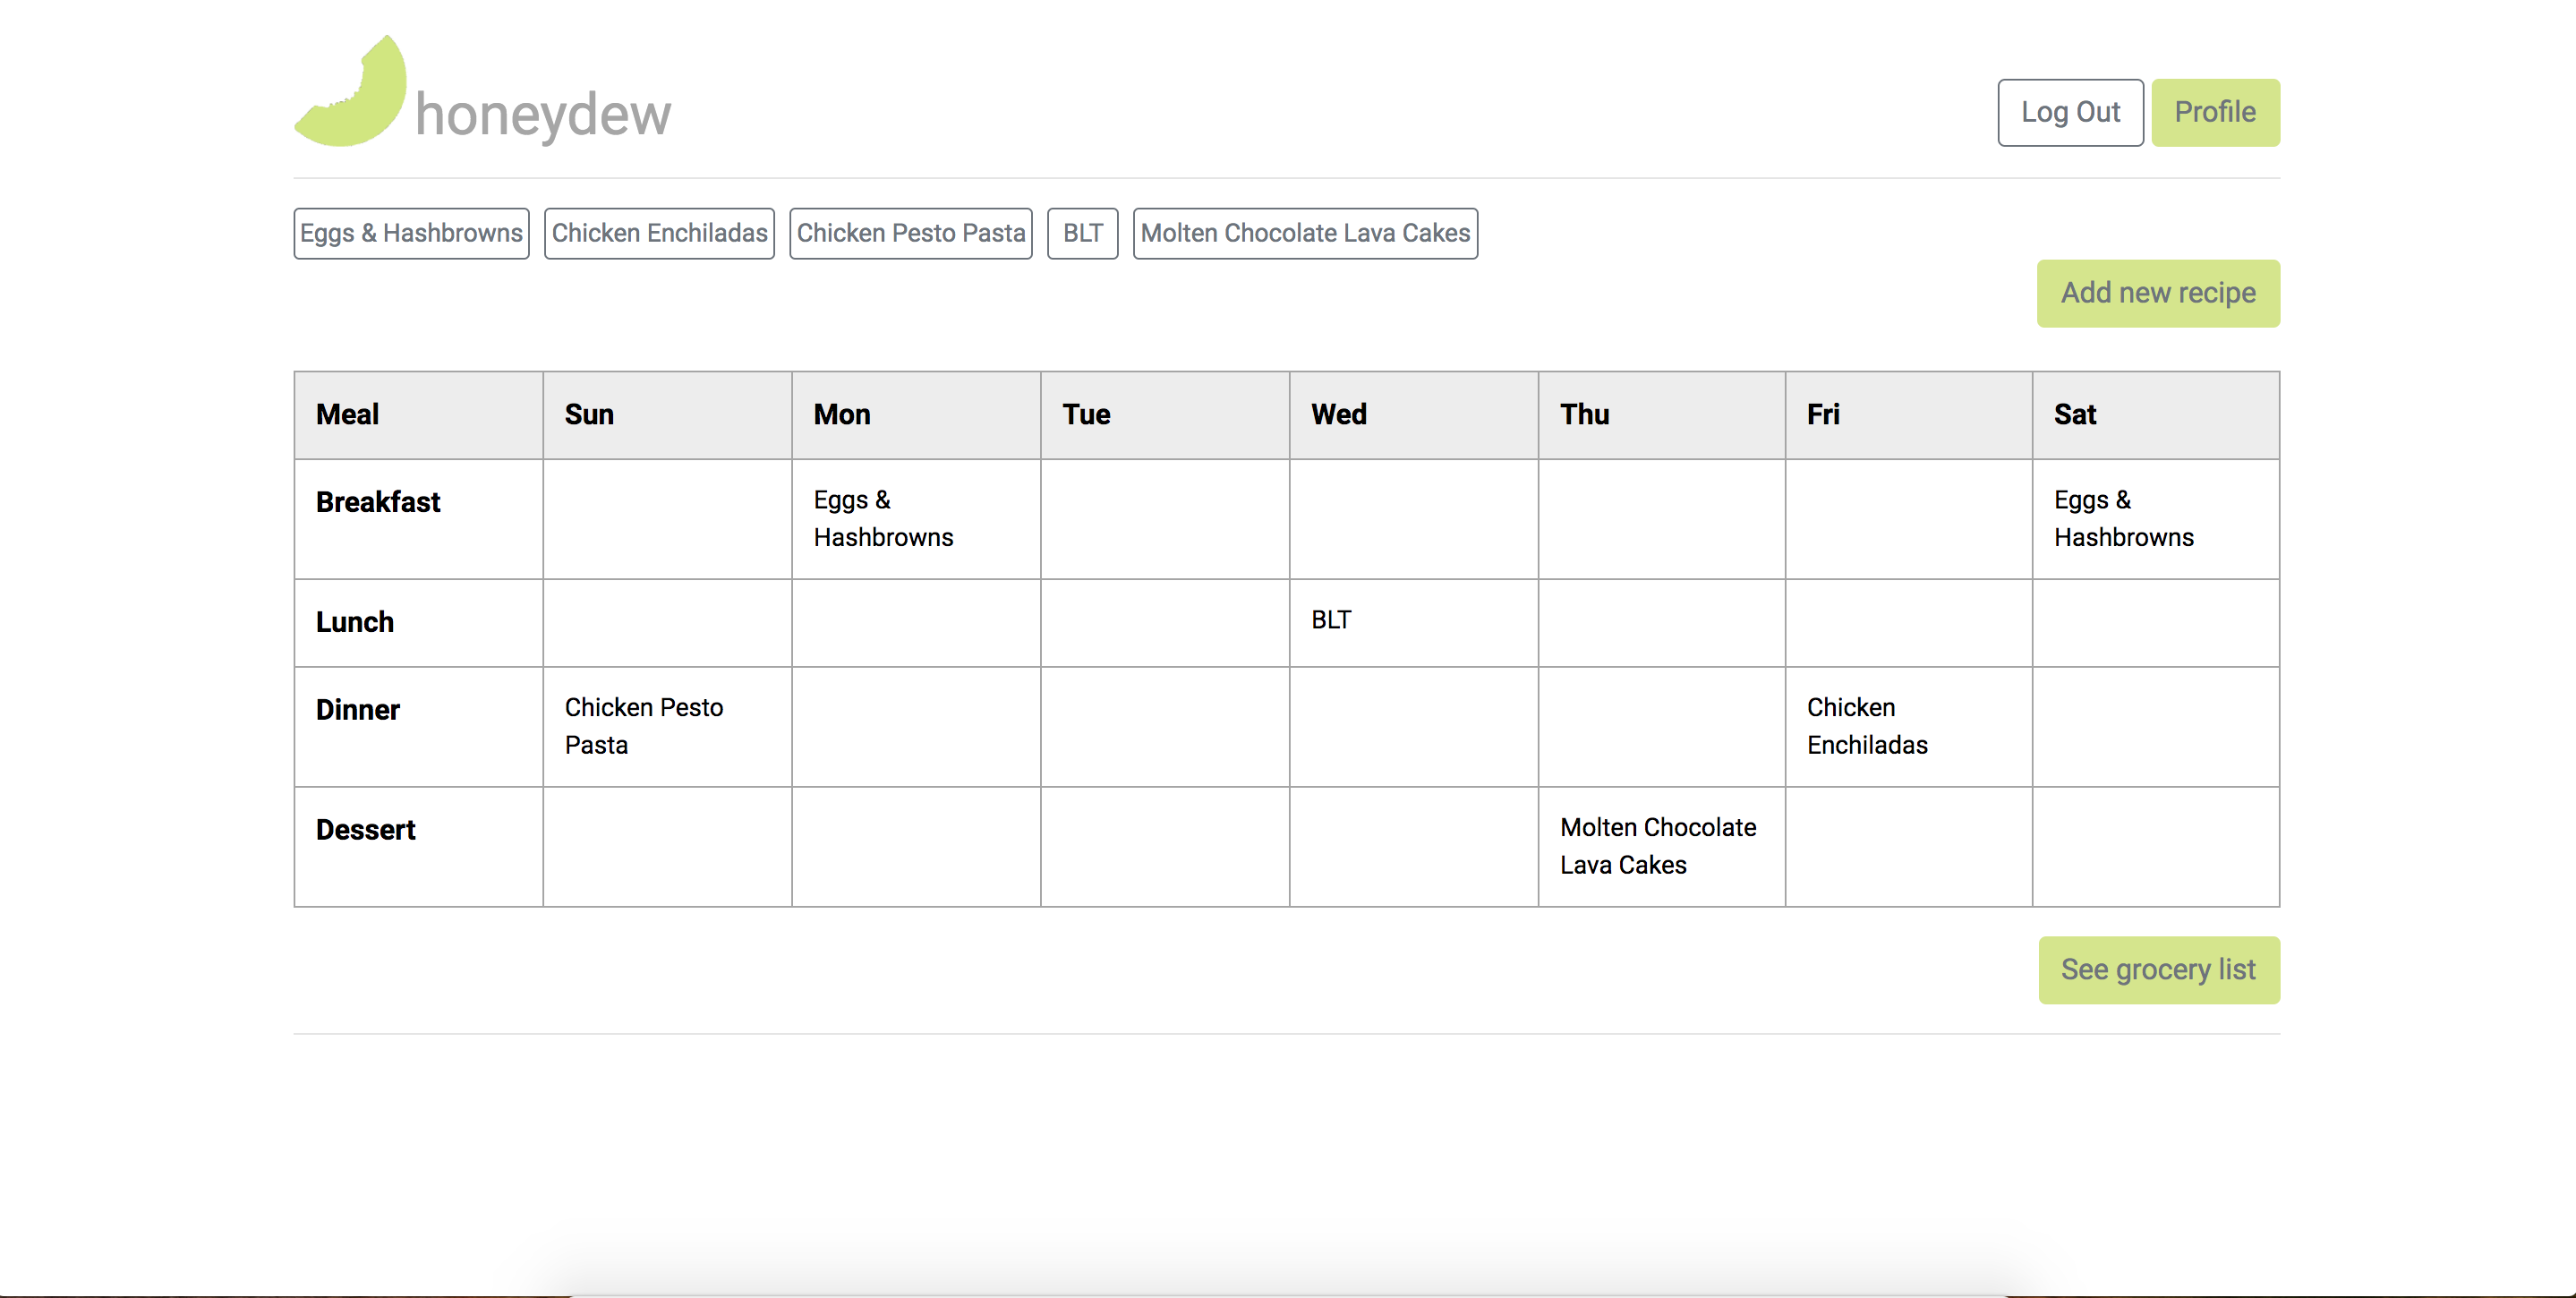 honeydew
Log Out Profile
Eggs & Hashbrowns Chicken Enchiladas Chicken Pesto Pasta BLT Molten Chocolate Lava Cakes
Add new recipe
Meal Sun Mon Tue Wed Thu Fri Sat
Breakfast Eggs & Eggs &
Hashbrowns Hashbrowns
Lunch BLT
Dinner Chicken Pesto Chicken
Pasta Enchiladas
Dessert Molten Chocolate
Lava Cakes
See grocery list